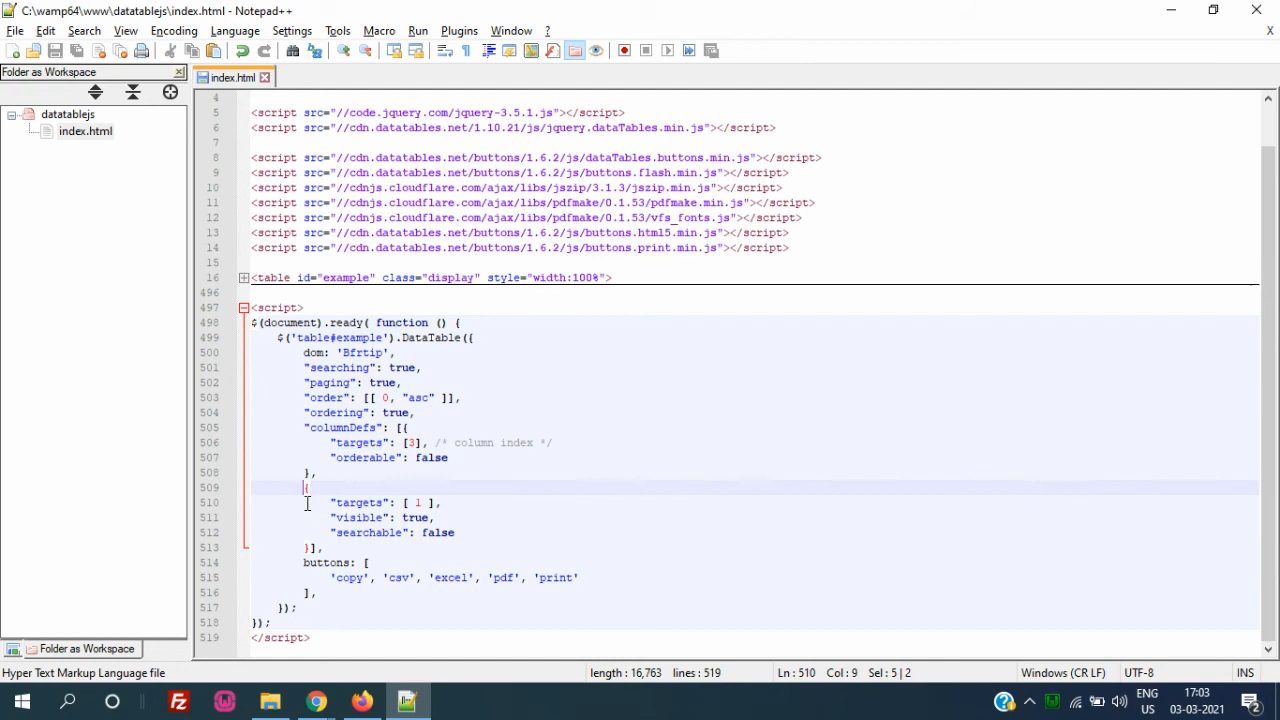 C:\wamp64\www\datatablejs\index.html - Notepad++
File Edit Search View Encoding Language Settings Tools Macro Run Plugins Window ? X
Folder as Workspace
index.html
datatablejs
index.html
4
5 <script src="//code.jquery.com/jquery-3.5.1.js"></script>
6 <script src="//cdn.datatables.net/1.10.21/js/jquery.dataTables.min.js"></script>
7
8 <script src="//cdn.datatables.net/buttons/1.6.2/js/dataTables.buttons.min.js"></script>
9 <script src="//cdn.datatables.net/buttons/1.6.2/js/buttons.flash.min.js"></script>
10 <script src="//cdnjs.cloudflare.com/ajax/libs/jszip/3.1.3/jszip.min.js"></script>
11 <script src="//cdnjs.cloudflare.com/ajax/libs/pdfmake/0.1.53/pdfmake.min.js"></script>
12 <script src="//cdnjs.cloudflare.com/ajax/libs/pdfmake/0.1.53/vfs_fonts.js"></script>
13 <script src="//cdn.datatables.net/buttons/1.6.2/js/buttons.html5.min.js"></script>
14 <script src="//cdn.datatables.net/buttons/1.6.2/js/buttons.print.min.js"></script>
15
16 <table id="example" class="display" style="width:100%">
496
497 <script>
498 $(document).ready( function () {
499 $('table#example').DataTable({
500 dom: 'Bfrtip',
501 "searching": true,
502 "paging": true,
503 "order": [[ 0, "asc" ]],
504 "ordering": true,
505 "columnDefs": [{
506 "targets": [3], /* column index */
507 "orderable": false
508 },
509 {
510 "targets": [ 1 ],
511 "visible": true,
512 "searchable": false
513 }],
514 buttons: [
515 'copy', 'csv', 'excel', 'pdf', 'print'
516 ],
517 });
518 });
519 </script>
Folder as Workspace
Hyper Text Markup Language file length : 16,763 lines : 519 Ln : 510 Col : 9 Sel : 5 | 2 Windows (CR LF) UTF-8 INS
ENG
US
17:03
03-03-2021
2